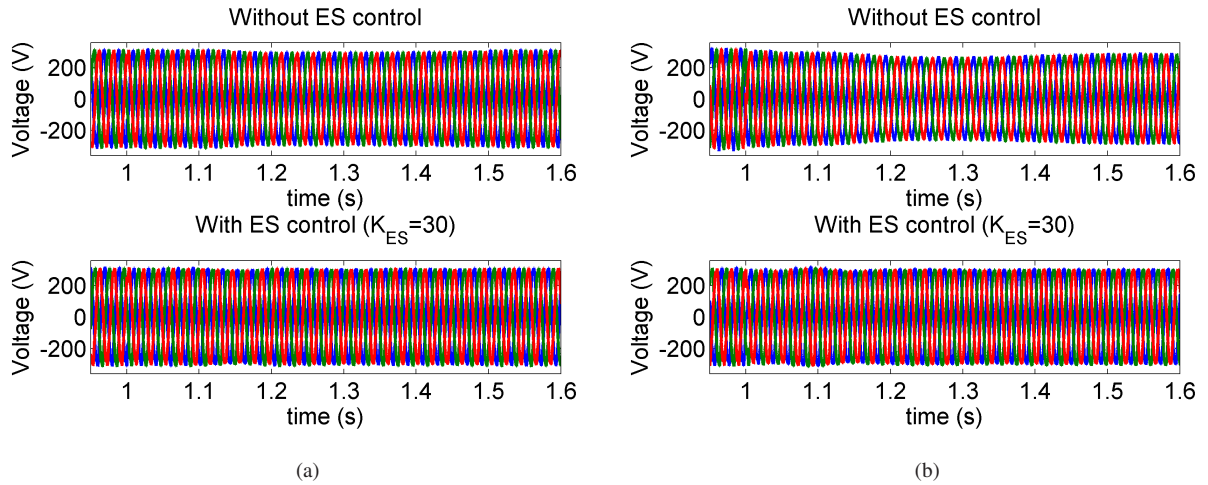 Without ES control
Voltage (V)
200
0
-200
1 1.1 1.2 1.3 1.4 1.5 1.6
time (s)
With ES control (K_ES=30)
Voltage (V)
200
0
-200
1 1.1 1.2 1.3 1.4 1.5 1.6
time (s)
(a)
Without ES control
Voltage (V)
200
0
-200
1 1.1 1.2 1.3 1.4 1.5 1.6
time (s)
With ES control (K_ES=30)
Voltage (V)
200
0
-200
1 1.1 1.2 1.3 1.4 1.5 1.6
time (s)
(b)